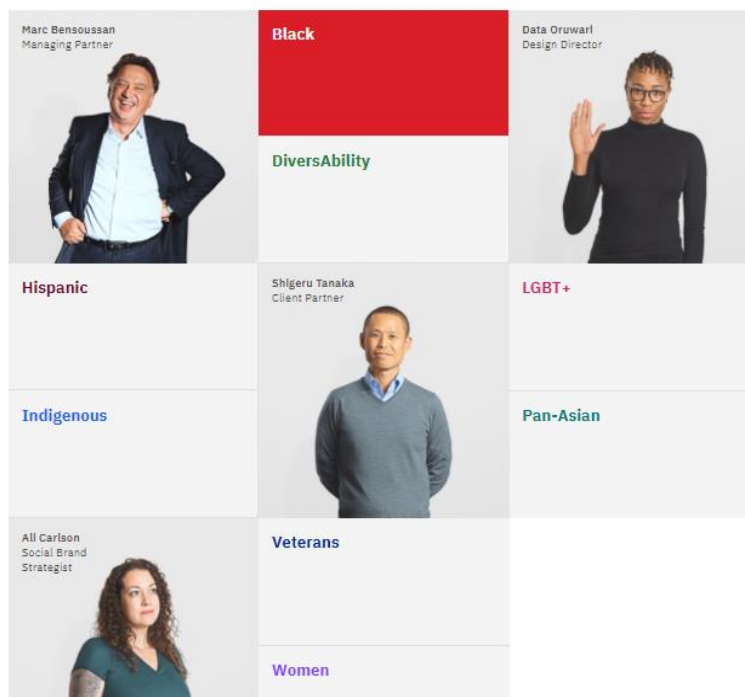 Marc Bensoussan
Managing Partner
Black
Data Oruwari
Design Director
DiversAbility
Hispanic
Shigeru Tanaka
Client Partner
LGBT+
Indigenous
Pan-Asian
Ali Carlson
Social Brand
Strategist
Veterans
Women